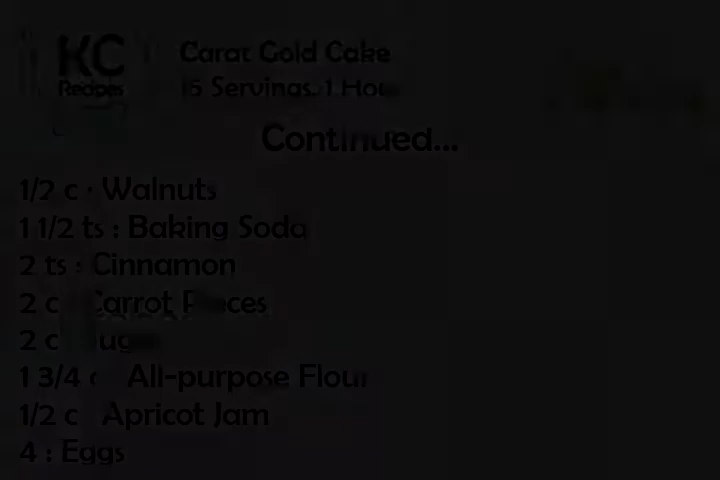 KC
Recipes
Carat Gold Cake
16 Servings. 1 Hour
Continued...
1/2 c : Walnuts
1 1/2 ts : Baking Soda
2 ts : Cinnamon
2 c Carrot Pieces
2 c Sugar
1 3/4 c All-purpose Flour
1/2 c Apricot Jam
4 : Eggs